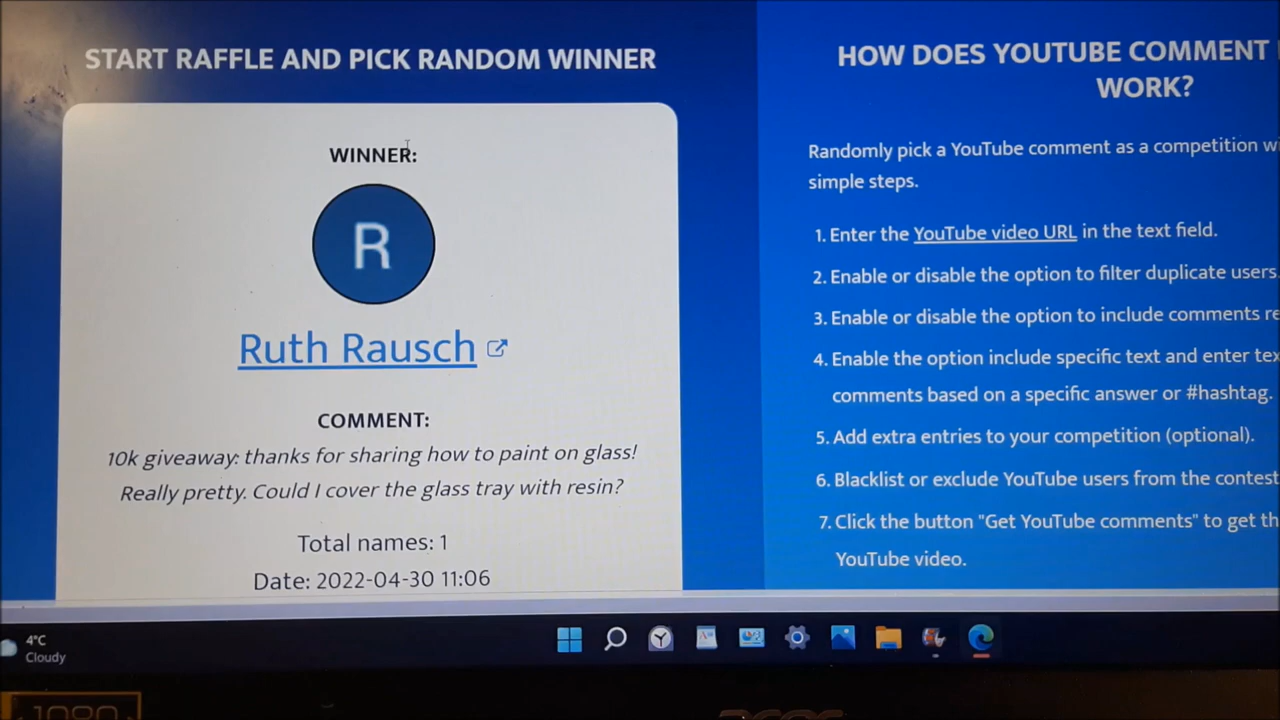 START RAFFLE AND PICK RANDOM WINNER
WINNER:
R
Ruth Rausch
COMMENT:
10k giveaway: thanks for sharing how to paint on glass!
Really pretty. Could I cover the glass tray with resin?
Total names: 1
Date: 2022-04-30 11:06
HOW DOES YOUTUBE COMMENT
WORK?
Randomly pick a YouTube comment as a competition
simple steps.
1. Enter the YouTube video URL in the text field.
2. Enable or disable the option to filter duplicate users.
3. Enable or disable the option to include comments
4. Enable the option include specific text and enter
comments based on a specific answer or #hashtag.
5. Add extra entries to your competition (optional).
6. Blacklist or exclude YouTube users from the contest
7. Click the button "Get YouTube comments" to get
YouTube video.
4°C
Cloudy
1080
acer